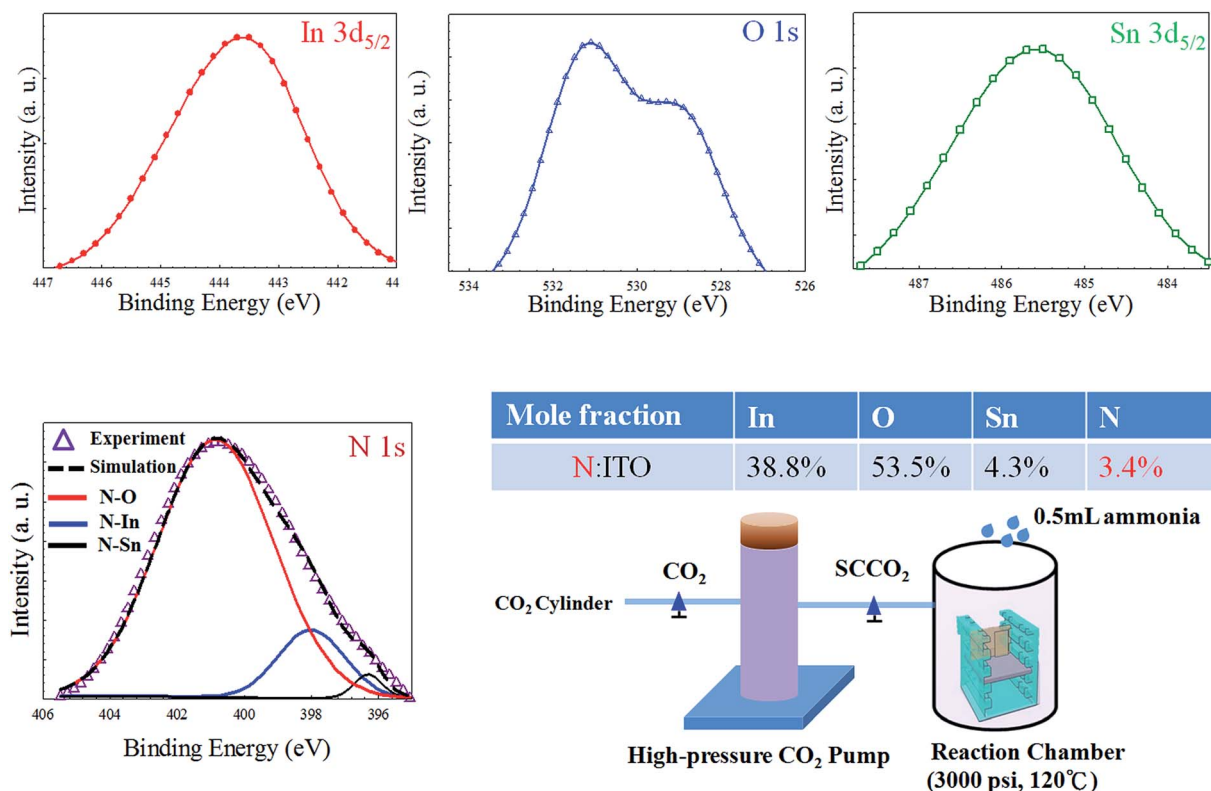 In 3d5/2
Intensity (a. u.)
447 446 445 444 443 442 44
Binding Energy (eV)
O 1s
Intensity (a. u.)
534 532 530 528 526
Binding Energy (eV)
Sn 3d5/2
Intensity (a. u.)
487 486 485 484
Binding Energy (eV)
N 1s
Experiment
Simulation
N-O
N-In
N-Sn
Intensity (a. u.)
406 404 402 400 398 396
Binding Energy (eV)
Mole fraction In O Sn N
N:ITO 38.8% 53.5% 4.3% 3.4%
0.5mL ammonia
CO2 SCCO2
CO2 Cylinder
High-pressure CO2 Pump
Reaction Chamber
(3000 psi, 120℃)